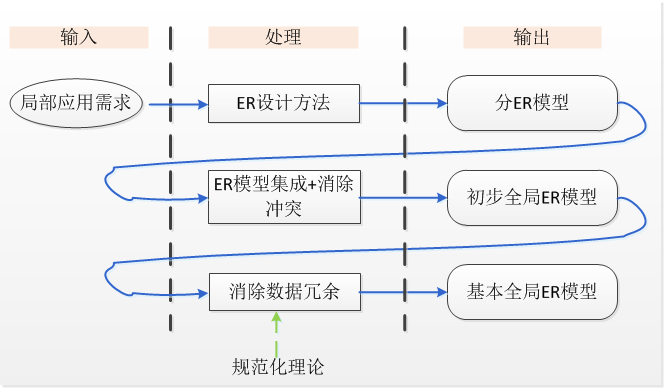 输入
处理
输出
局部应用需求
ER设计方法
分ER模型
ER模型集成+消除
冲突
初步全局ER模型
消除数据冗余
基本全局ER模型
规范化理论